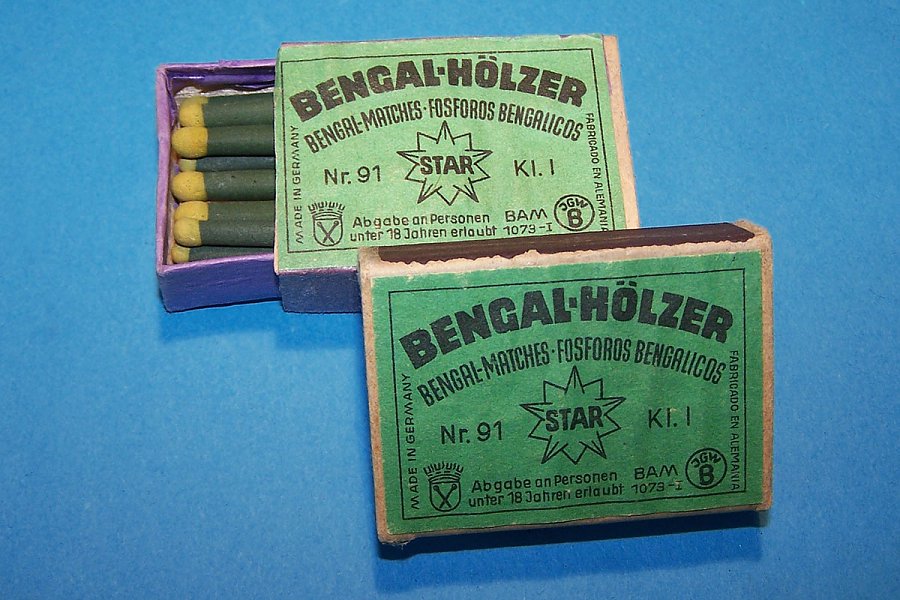 BENGAL-HÖLZER
BENGAL-MATCHES · FOSFOROS BENGALICOS
MADE IN GERMANY
Nr. 91
STAR
Kl. I
FABRICADO EN ALEMANIA
Abgabe an Personen
unter 18 Jahren erlaubt
BAM
1073-I
JGW
B
BENGAL-HÖLZER
BENGAL-MATCHES · FOSFOROS BENGALICOS
MADE IN GERMANY
Nr. 91
STAR
Kl. I
FABRICADO EN ALEMANIA
Abgabe an Personen
unter 18 Jahren erlaubt
BAM
1073-I
JGW
B